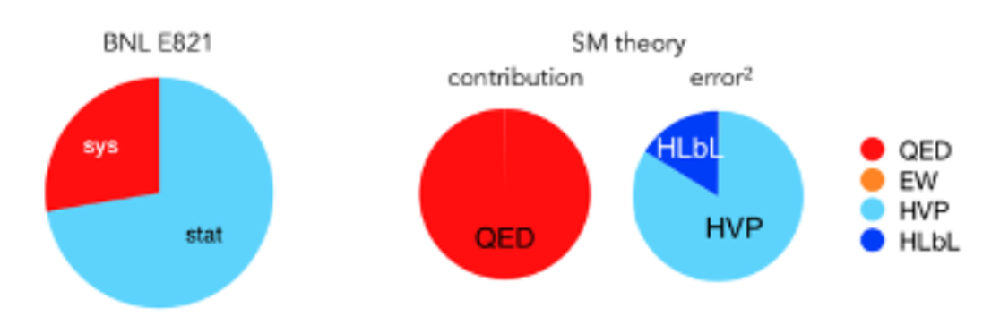 BNL E821
sys
stat
SM theory
contribution
QED
error²
HLbL
HVP
QED
EW
HVP
HLbL